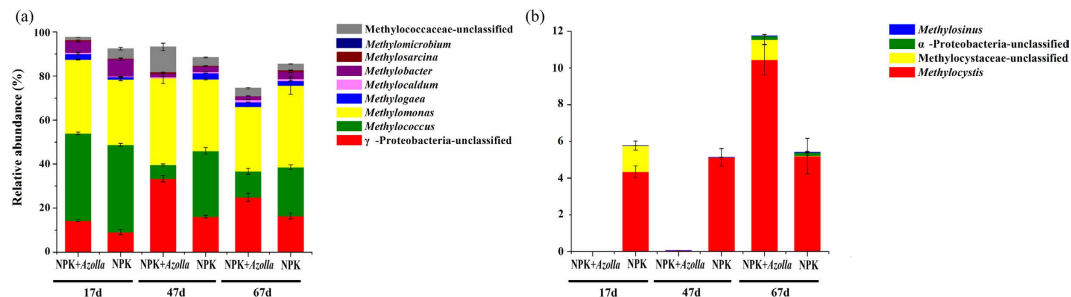 (a)
Relative abundance (%)
100
80
60
40
20
0
Methylococcaceae-unclassified
Methylomicrobium
Methylosarcina
Methylobacter
Methylocaldum
Methylogaea
Methylomonas
Methylococcus
γ -Proteobacteria-unclassified
NPK+Azolla NPK NPK+Azolla NPK NPK+Azolla NPK
17d 47d 67d
(b)
12
10
8
6
4
2
0
Methylosinus
α -Proteobacteria-unclassified
Methylocystaceae-unclassified
Methylocystis
NPK+Azolla NPK NPK+Azolla NPK NPK+Azolla NPK
17d 47d 67d